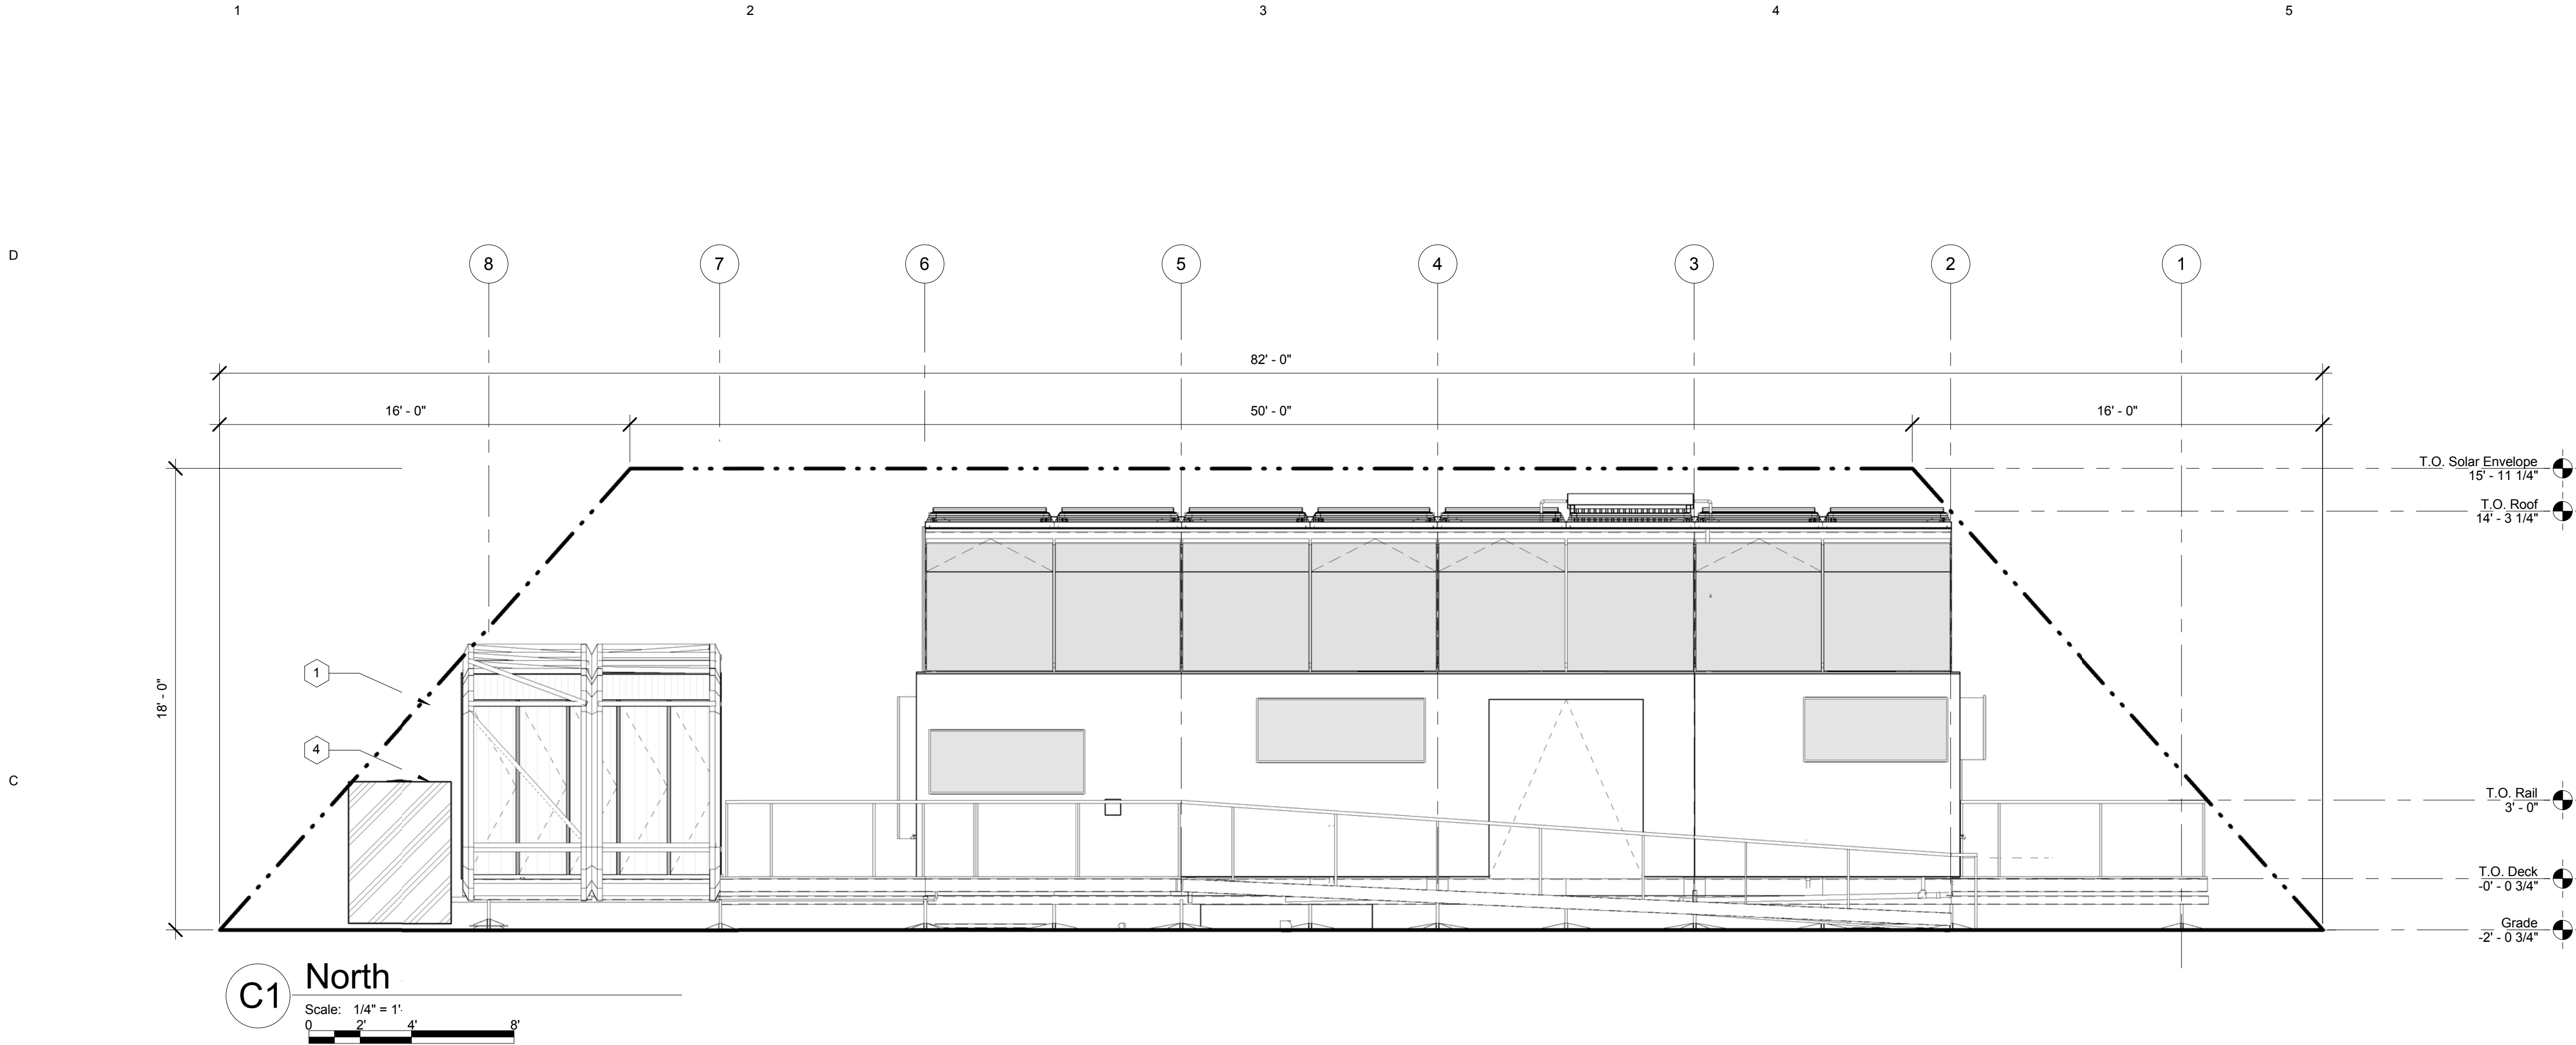 1 2 3 4 5
D
8 7 6 5 4 3 2 1
82' - 0"
16' - 0" 50' - 0" 16' - 0"
T.O. Solar Envelope
15' - 11 1/4"
T.O. Roof
14' - 3 1/4"
1
18' - 0"
4
C
T.O. Rail
3' - 0"
T.O. Deck
-0' - 0 3/4"
Grade
-2' - 0 3/4"
C1 North
Scale: 1/4" = 1'
0 2' 4' 8'